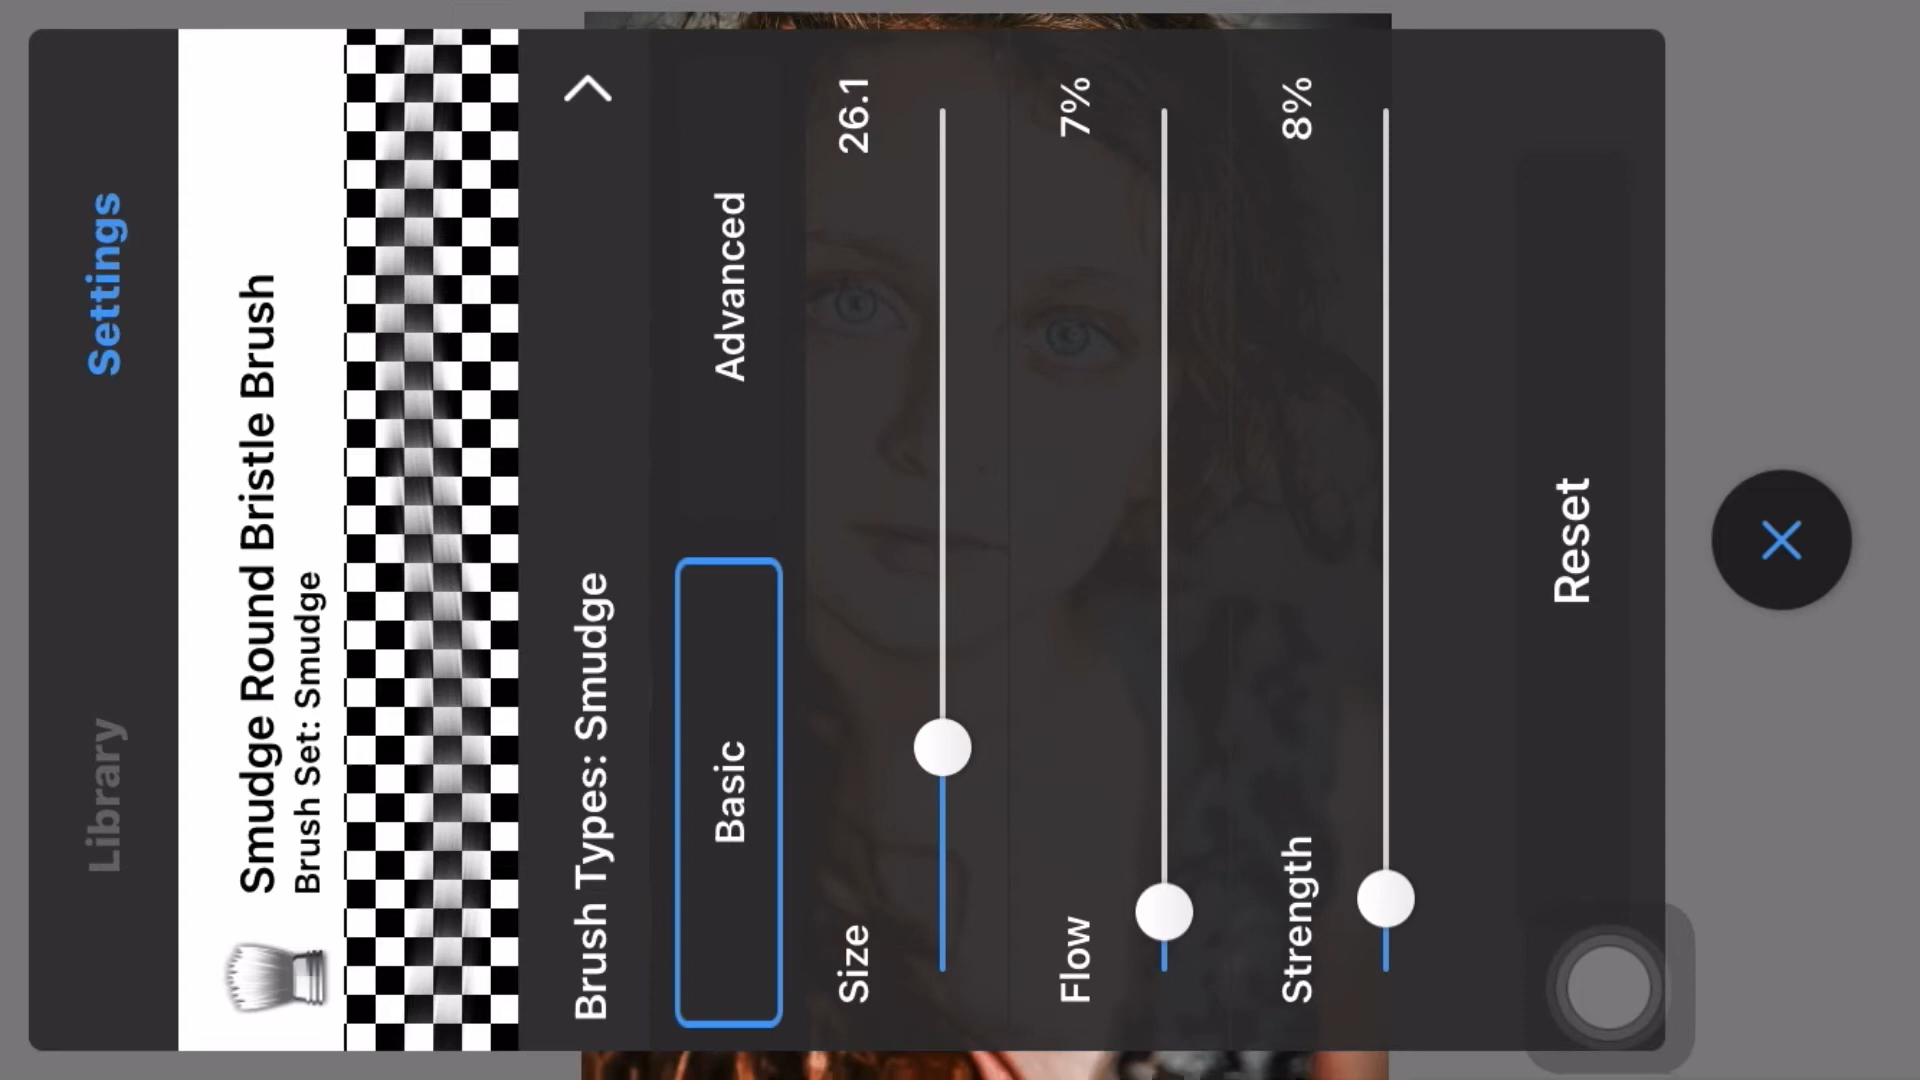 Library Settings
Smudge Round Bristle Brush
Brush Set: Smudge
Brush Types: Smudge
Basic Advanced
Size 26.1
Flow 7%
Strength 8%
Reset